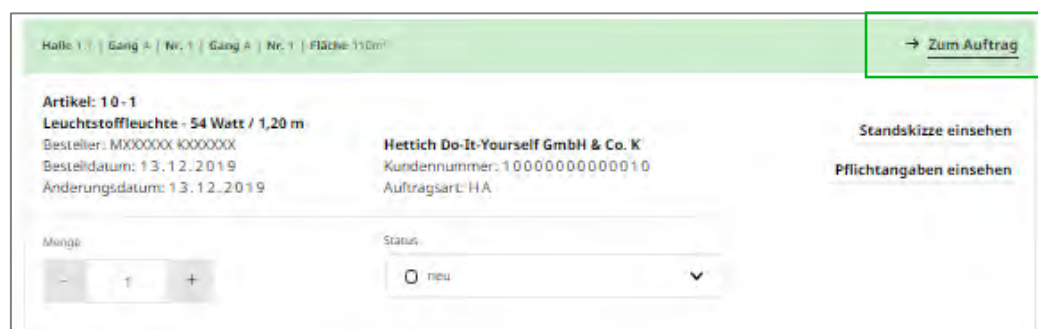 Halle 1.1 | Gang A | Nr. 1 | Gang A | Nr. 1 | Fläche 110m²
→ Zum Auftrag
Artikel: 10-1
Leuchtstoffleuchte - 54 Watt / 1,20 m
Besteller: MXXXXXX KXXXXXX
Bestelldatum: 13.12.2019
Änderungsdatum: 13.12.2019
Hettich Do-It-Yourself GmbH & Co. K
Kundennummer: 10000000000010
Auftragsart: HA
Standskizze einsehen
Pflichtangaben einsehen
Menge
- 1 +
Status
neu